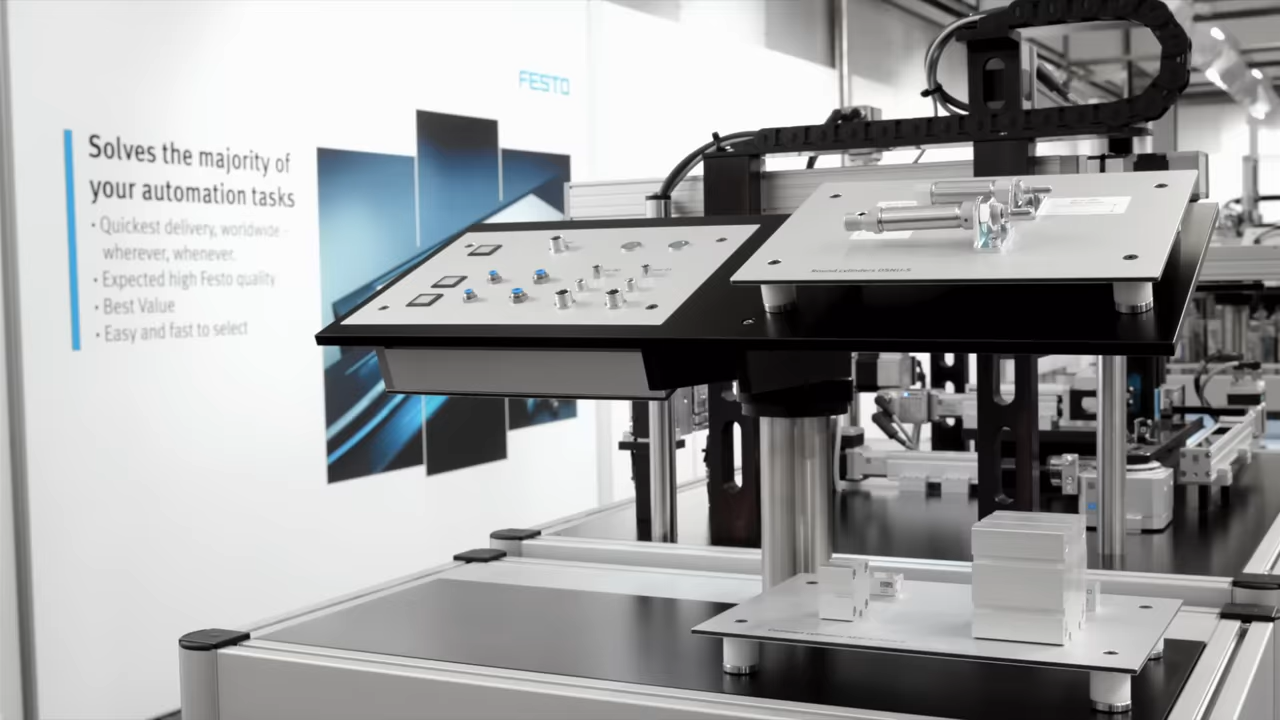 FESTO
Solves the majority of
your automation tasks
• Quickest delivery, worldwide -
wherever, whenever.
• Expected high Festo quality
• Best Value
• Easy and fast to select